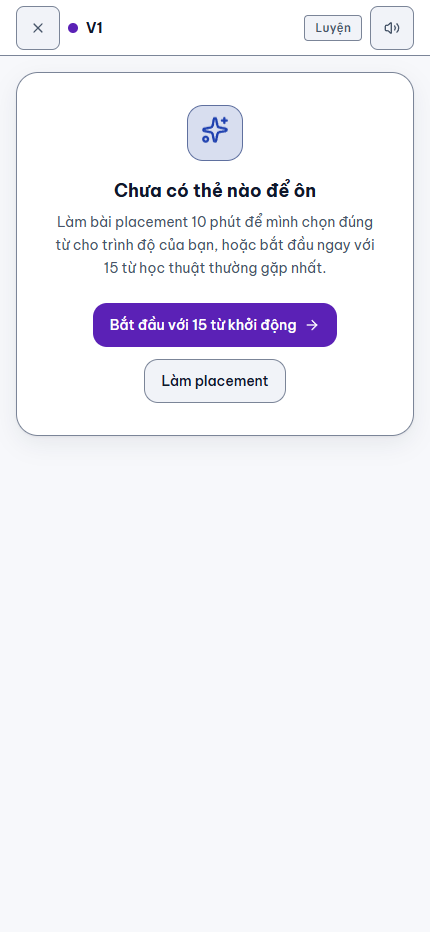 V1
Luyện
Chưa có thẻ nào để ôn
Làm bài placement 10 phút để mình chọn đúng
từ cho trình độ của bạn, hoặc bắt đầu ngay với
15 từ học thuật thường gặp nhất.
Bắt đầu với 15 từ khởi động
Làm placement